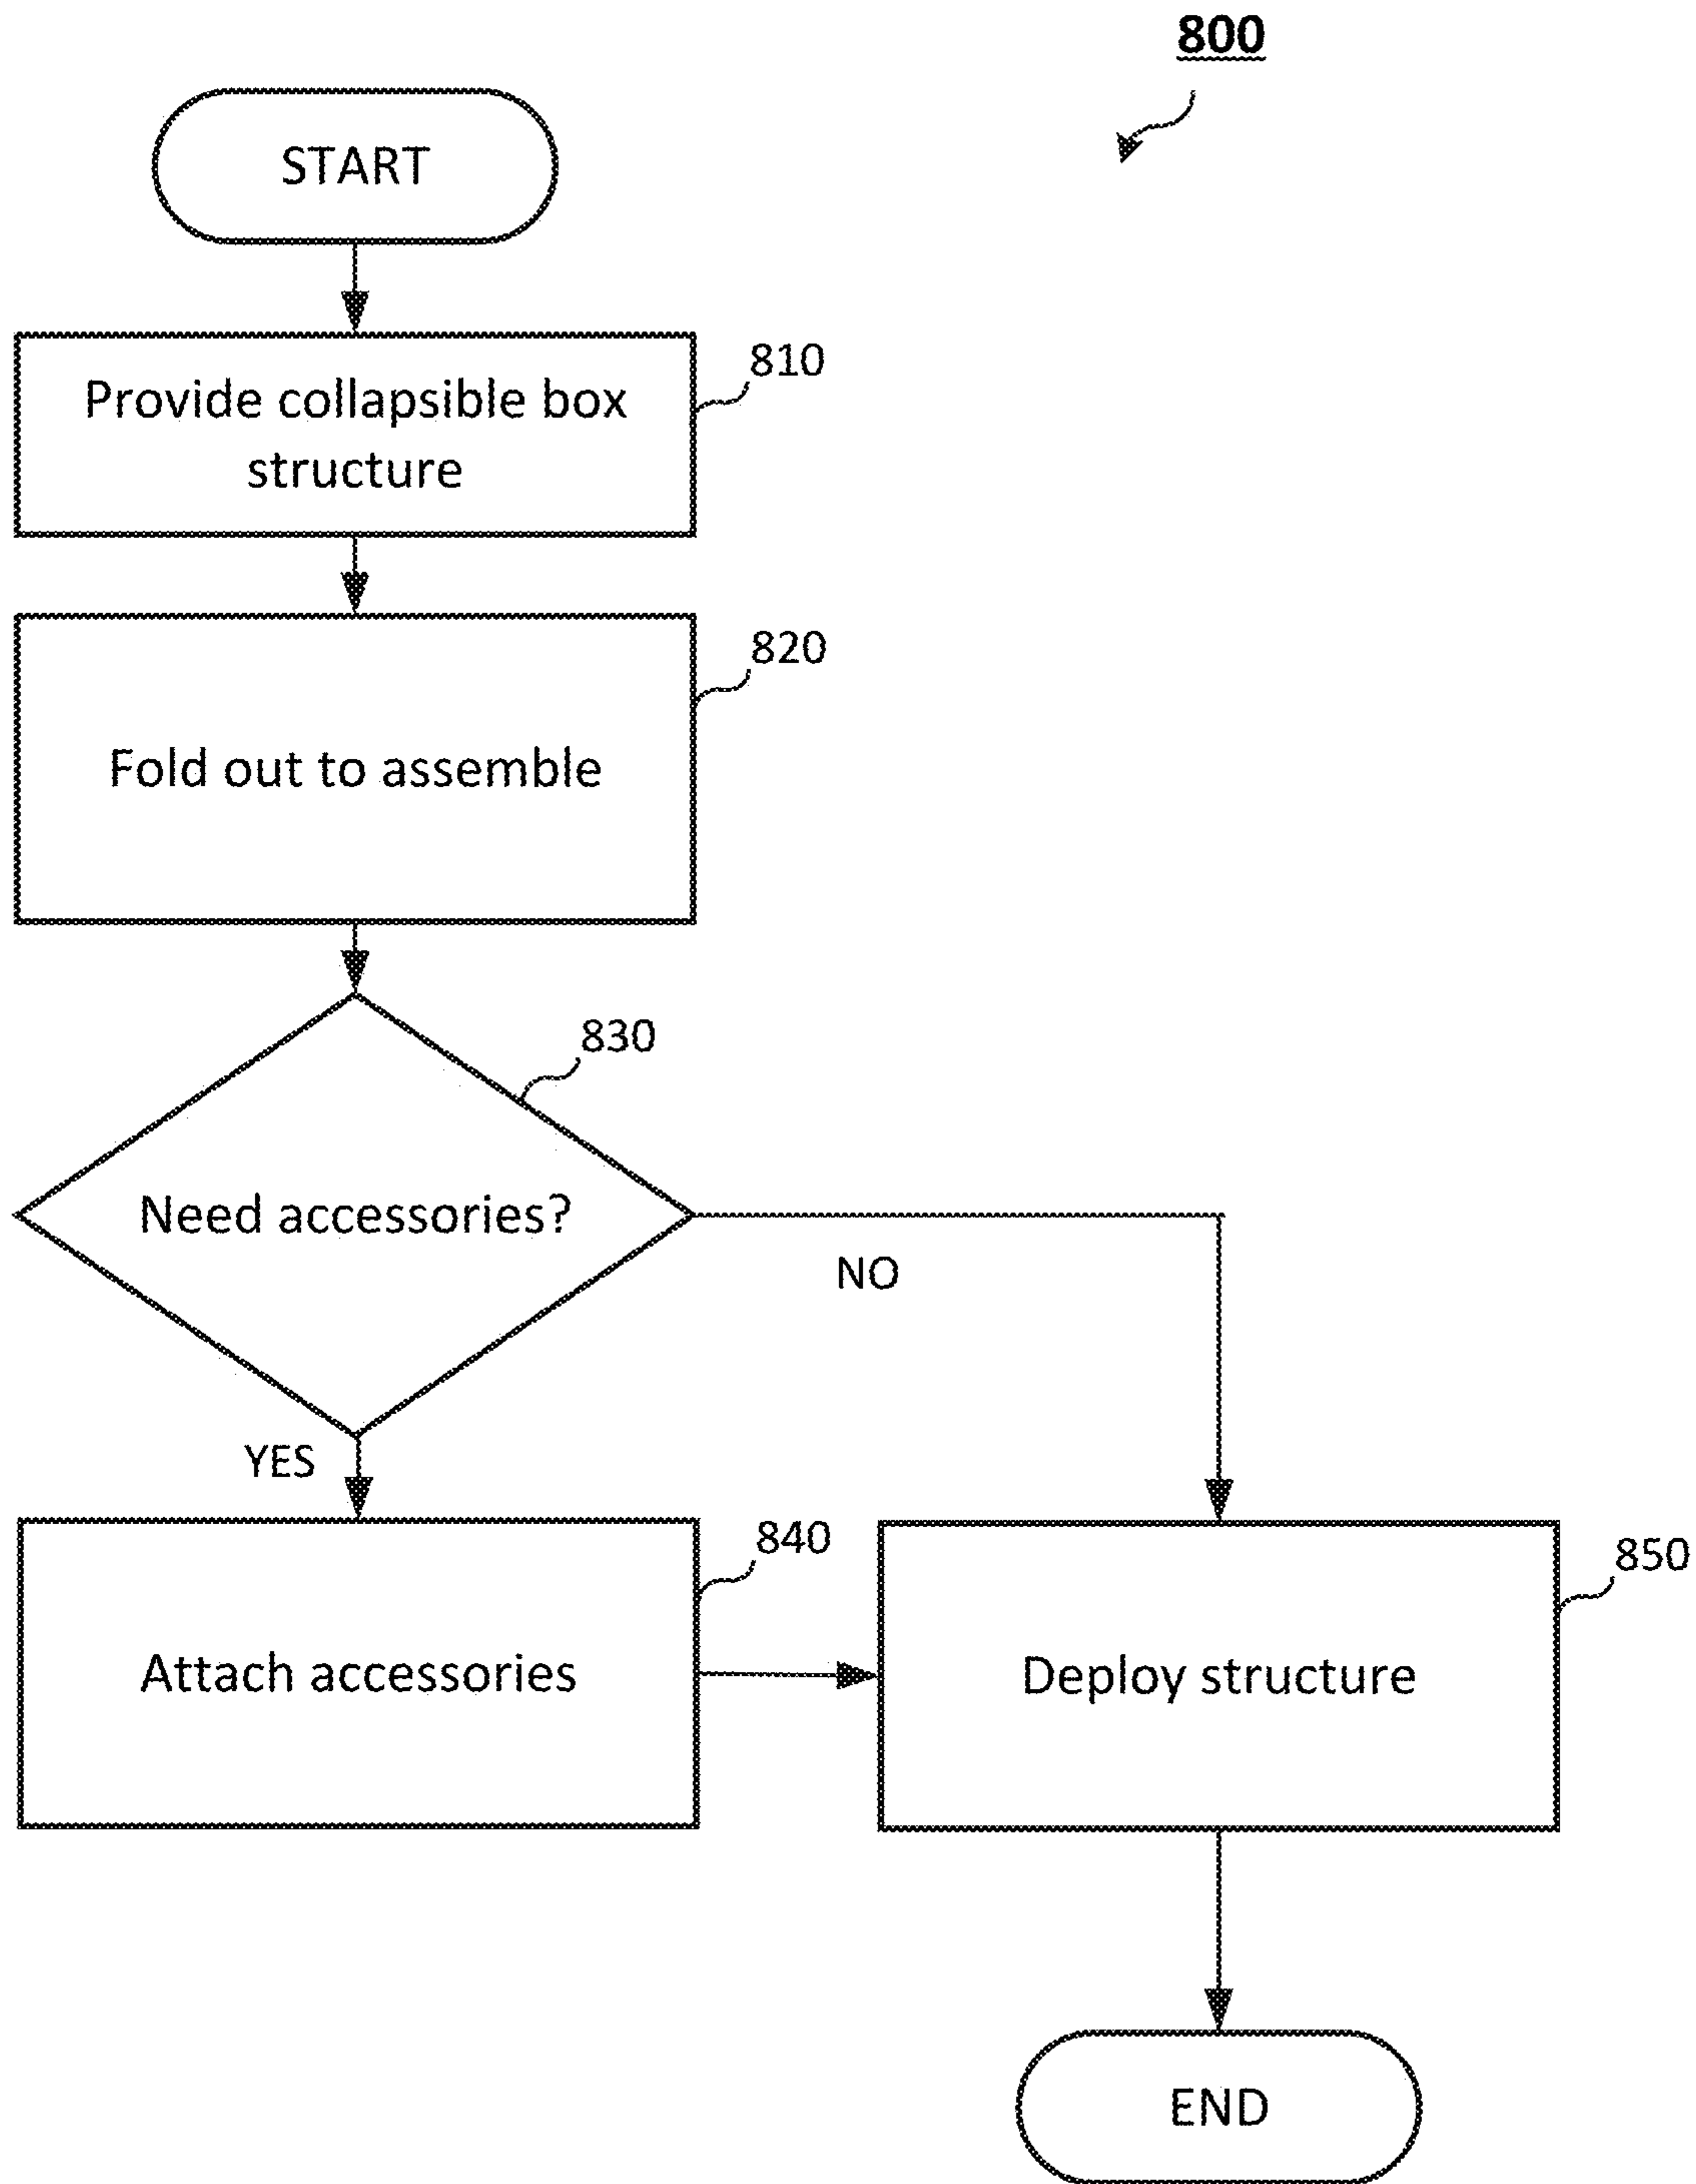 800
START
810
Provide collapsible box
structure
820
Fold out to assemble
830
Need accessories?
NO
YES
840
Attach accessories
850
Deploy structure
END